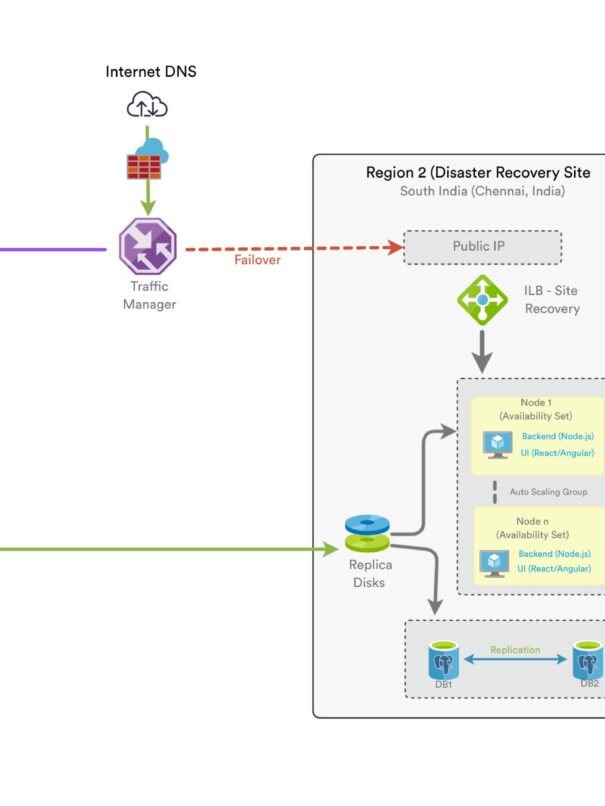 Internet DNS
Region 2 (Disaster Recovery Site
South India (Chennai, India)
Public IP
Failover
Traffic
Manager
ILB - Site
Recovery
Node 1
(Availability Set)
Backend (Node.js)
UI (React/Angular)
Auto Scaling Group
Node n
(Availability Set)
Backend (Node.js)
UI (React/Angular)
Replica
Disks
Replication
DB1
DB2